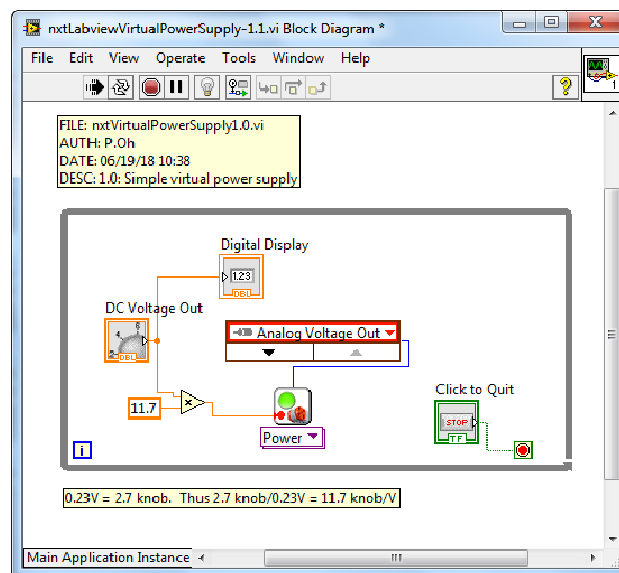 nxtLabviewVirtualPowerSupply-1.1.vi Block Diagram *
File Edit View Operate Tools Window Help
?
1
FILE: nxtVirtualPowerSupply1.0.vi
AUTH: P.Oh
DATE: 06/19/18 10:38
DESC: 1.0: Simple virtual power supply
Digital Display
1.23
DBL
DC Voltage Out
4 6
DBL
Analog Voltage Out
11.7
x
Power
Click to Quit
STOP
TF
i
0.23V = 2.7 knob. Thus 2.7 knob/0.23V = 11.7 knob/V
Main Application Instance